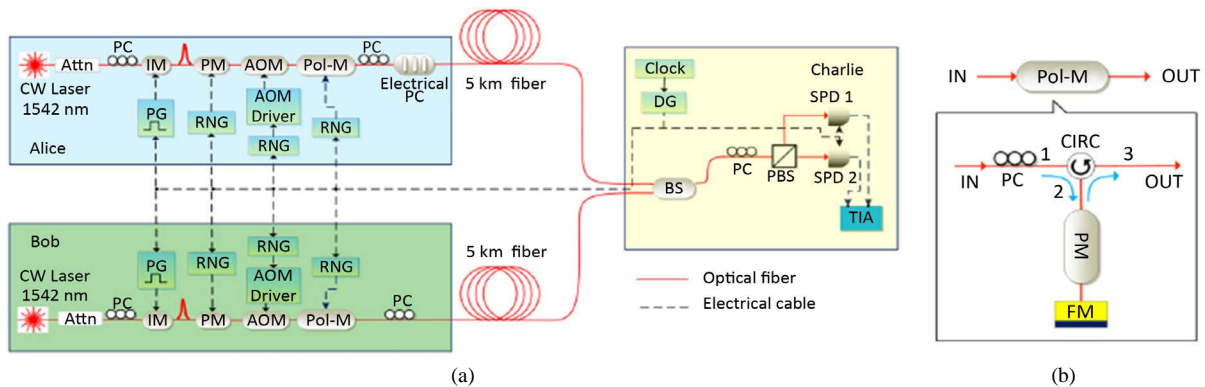 PC
PC
Attn
IM
PM
AOM
Pol-M
CW Laser
1542 nm
Electrical
PC
PG
RNG
AOM
Driver
RNG
RNG
Alice
5 km fiber
Bob
PG
RNG
RNG
AOM
Driver
RNG
CW Laser
1542 nm
PC
PC
Attn
IM
PM
AOM
Pol-M
5 km fiber
Clock
DG
Charlie
SPD 1
SPD 2
BS
PC
PBS
TIA
Optical fiber
Electrical cable
(a)
IN
Pol-M
OUT
CIRC
1
3
IN
PC
2
OUT
PM
FM
(b)